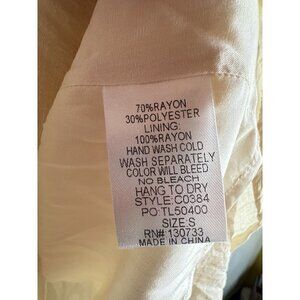 70%RAYON
30%POLYESTER
LINING:
100%RAYON
HAND WASH COLD
WASH SEPARATELY
COLOR WILL BLEED
NO BLEACH
HANG TO DRY
STYLE:C0384
PO:TL50400
SIZE:S
RN# 130733
MADE IN CHINA